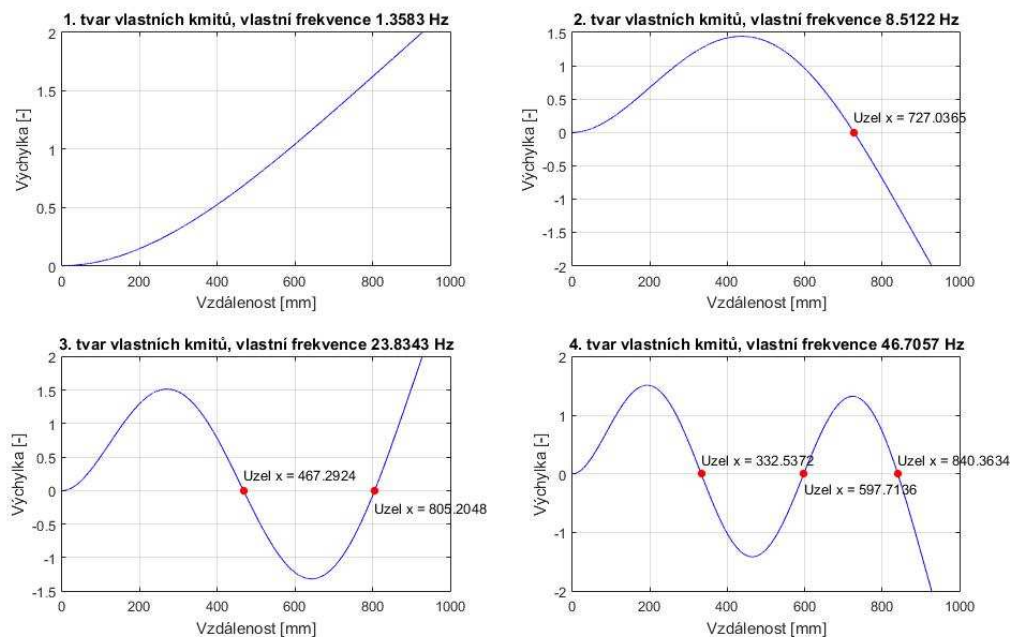 1. tvar vlastních kmitů, vlastní frekvence 1.3583 Hz
2
1.5
1
0.5
0
Výchylka [-]
0 200 400 600 800 1000
Vzdálenost [mm]
2. tvar vlastních kmitů, vlastní frekvence 8.5122 Hz
1.5
1
0.5
0
-0.5
-1
-1.5
-2
Výchylka [-]
Uzel x = 727.0365
0 200 400 600 800 1000
Vzdálenost [mm]
3. tvar vlastních kmitů, vlastní frekvence 23.8343 Hz
2
1.5
1
0.5
0
-0.5
-1
-1.5
Výchylka [-]
Uzel x = 467.2924
Uzel x = 805.2048
0 200 400 600 800 1000
Vzdálenost [mm]
4. tvar vlastních kmitů, vlastní frekvence 46.7057 Hz
2
1
0
-1
-2
Výchylka [-]
Uzel x = 332.5372
Uzel x = 840.3634
Uzel x = 597.7136
0 200 400 600 800 1000
Vzdálenost [mm]